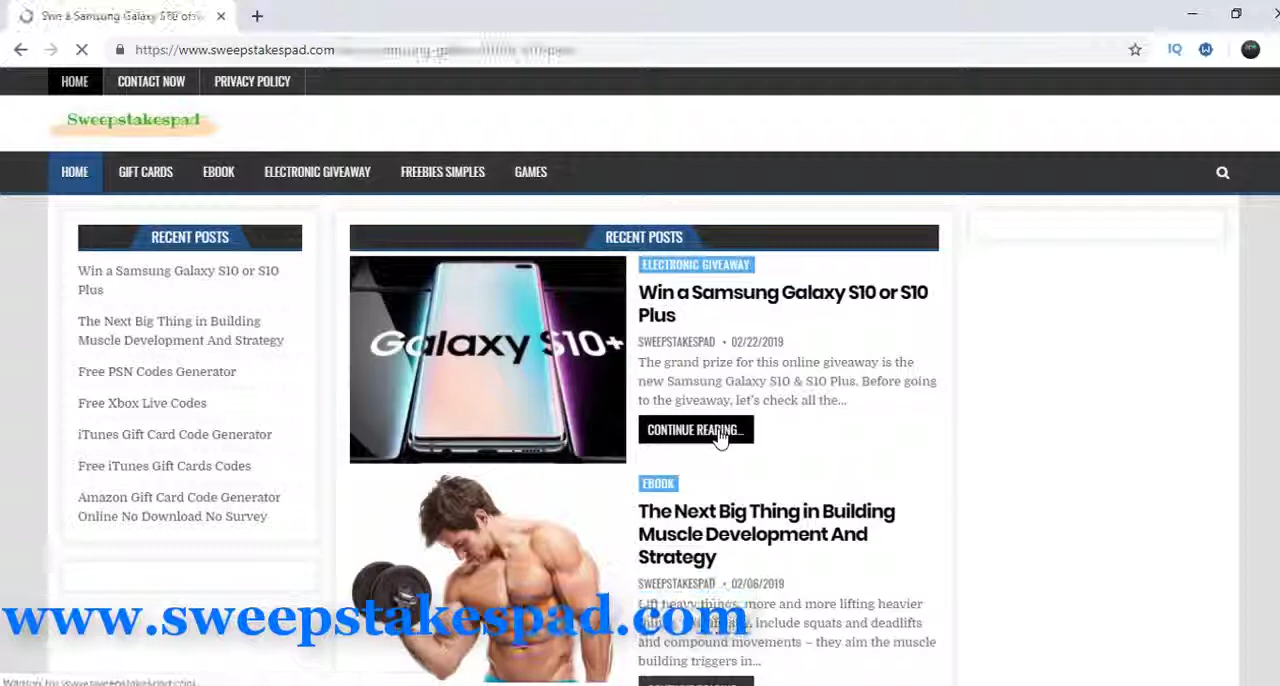 https://www.sweepstakespad.com
IQ
HOME
CONTACT NOW
PRIVACY POLICY
Sweepstakespad
HOME
GIFT CARDS
EBOOK
ELECTRONIC GIVEAWAY
FREEBIES SIMPLES
GAMES
RECENT POSTS
Win a Samsung Galaxy S10 or S10
Plus
The Next Big Thing in Building
Muscle Development And Strategy
Free PSN Codes Generator
Free Xbox Live Codes
iTunes Gift Card Code Generator
Free iTunes Gift Cards Codes
Amazon Gift Card Code Generator
Online No Download No Survey
RECENT POSTS
Galaxy S10+
ELECTRONIC GIVEAWAY
Win a Samsung Galaxy S10 or S10
Plus
SWEEPSTAKESPAD • 02/22/2019
The grand prize for this online giveaway is the
new Samsung Galaxy S10 & S10 Plus. Before going
to the giveaway, let's check all the...
CONTINUE READING...
EBOOK
The Next Big Thing in Building
Muscle Development And
Strategy
SWEEPSTAKESPAD • 02/06/2019
Lift heavy things, more and more lifting heavier
include squats and deadlifts
and compound movements – they aim the muscle
building triggers in...
CONTINUE READING...
www.sweepstakespad.com